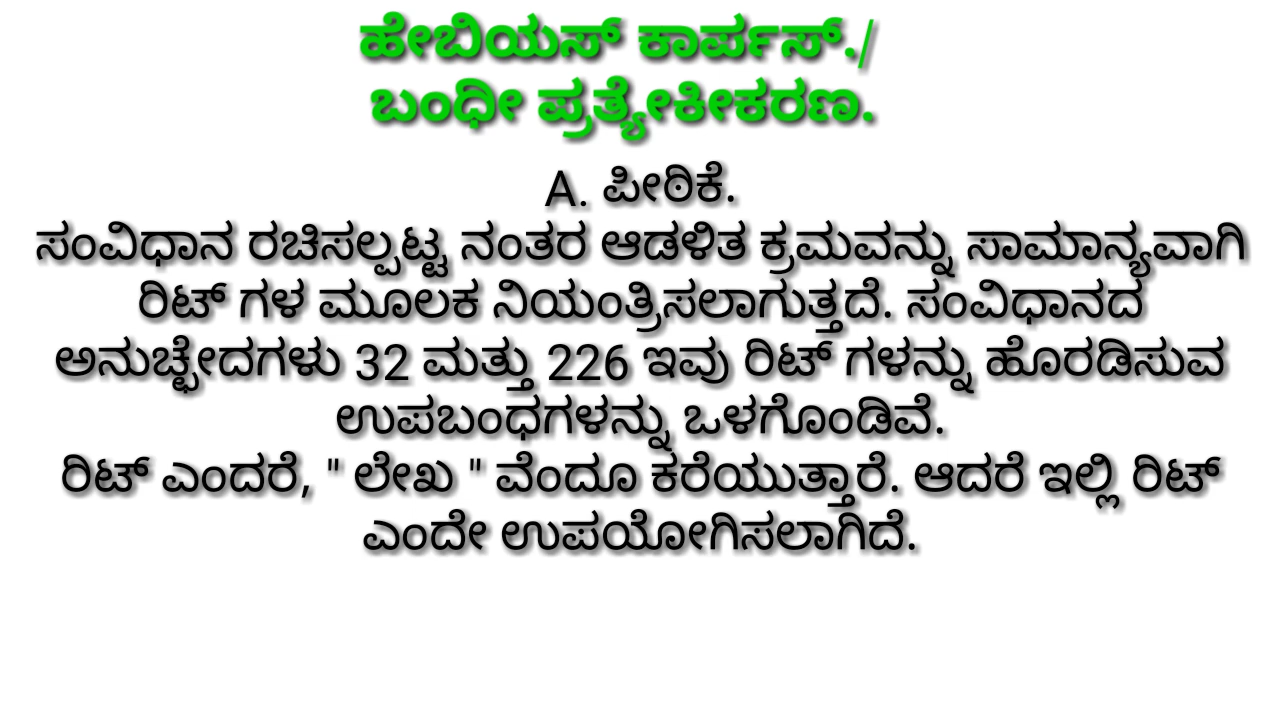 ಹೇಬಿಯಸ್ ಕಾರ್ಪಸ್./
ಬಂಧೀ ಪ್ರತ್ಯೇಕೀಕರಣ.
A. ಪೀಠಿಕೆ.
ಸಂವಿಧಾನ ರಚಿಸಲ್ಪಟ್ಟ ನಂತರ ಆಡಳಿತ ಕ್ರಮವನ್ನು ಸಾಮಾನ್ಯವಾಗಿ
ರಿಟ್ ಗಳ ಮೂಲಕ ನಿಯಂತ್ರಿಸಲಾಗುತ್ತದೆ. ಸಂವಿಧಾನದ
ಅನುಚ್ಛೇದಗಳು 32 ಮತ್ತು 226 ಇವು ರಿಟ್ ಗಳನ್ನು ಹೊರಡಿಸುವ
ಉಪಬಂಧಗಳನ್ನು ಒಳಗೊಂಡಿವೆ.
ರಿಟ್ ಎಂದರೆ, " ಲೇಖ " ವೆಂದೂ ಕರೆಯುತ್ತಾರೆ. ಆದರೆ ಇಲ್ಲಿ ರಿಟ್
ಎಂದೇ ಉಪಯೋಗಿಸಲಾಗಿದೆ.